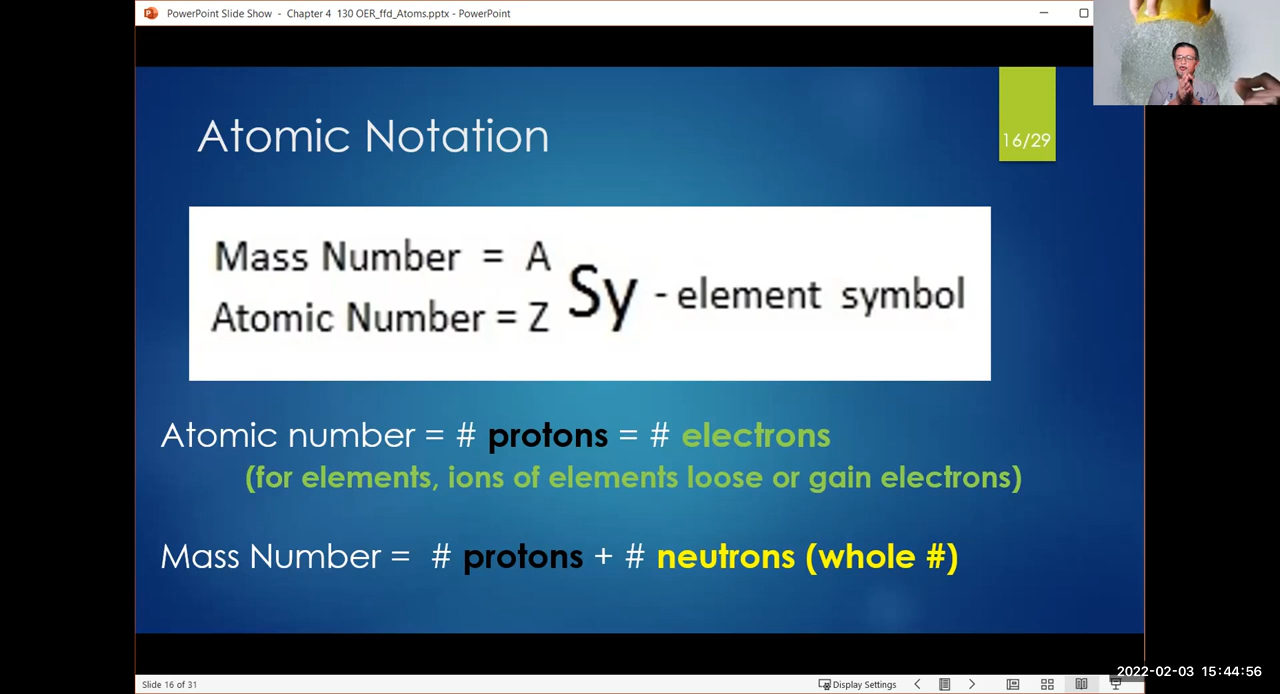 PowerPoint Slide Show - Chapter 4 130 OER_ffd_Atoms.pptx - PowerPoint
Atomic Notation
16/29
Mass Number = A
Sy - element symbol
Atomic Number = Z
Atomic number = # protons = # electrons
(for elements, ions of elements loose or gain electrons)
Mass Number = # protons + # neutrons (whole #)
2022-02-03 15:44:56
Slide 16 of 31
Display Settings